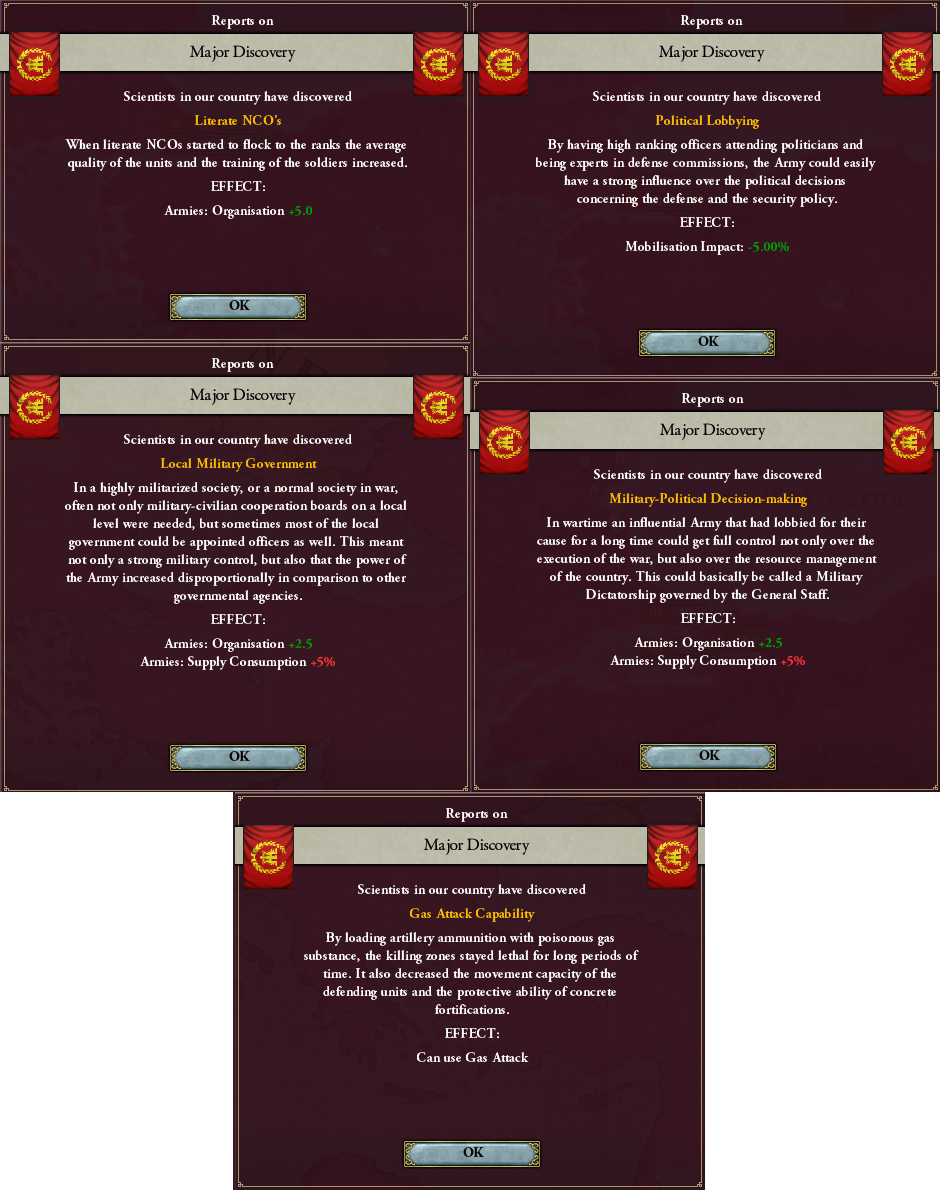 Reports on
Major Discovery
Scientists in our country have discovered
Literate NCO's
When literate NCOs started to flock to the ranks the average
quality of the units and the training of the soldiers increased.
EFFECT:
Armies: Organisation +5.0
OK
Reports on
Major Discovery
Scientists in our country have discovered
Political Lobbying
By having high ranking officers attending politicians and
being experts in defense commissions, the Army could easily
have a strong influence over the political decisions
concerning the defense and the security policy.
EFFECT:
Mobilisation Impact: -5.00%
OK
Reports on
Major Discovery
Scientists in our country have discovered
Local Military Government
In a highly militarized society, or a normal society in war,
often not only military-civilian cooperation boards on a local
level were needed, but sometimes most of the local
government could be appointed officers as well. This meant
not only a strong military control, but also that the power of
the Army increased disproportionally in comparison to other
governmental agencies.
EFFECT:
Armies: Organisation +2.5
Armies: Supply Consumption +5%
OK
Reports on
Major Discovery
Scientists in our country have discovered
Military-Political Decision-making
In wartime an influential Army that had lobbied for their
cause for a long time could get full control not only over the
execution of the war, but also over the resource management
of the country. This could basically be called a Military
Dictatorship governed by the General Staff.
EFFECT:
Armies: Organisation +2.5
Armies: Supply Consumption +5%
OK
Reports on
Major Discovery
Scientists in our country have discovered
Gas Attack Capability
By loading artillery ammunition with poisonous gas
substance, the killing zones stayed lethal for long periods of
time. It also decreased the movement capacity of the
defending units and the protective ability of concrete
fortifications.
EFFECT:
Can use Gas Attack
OK